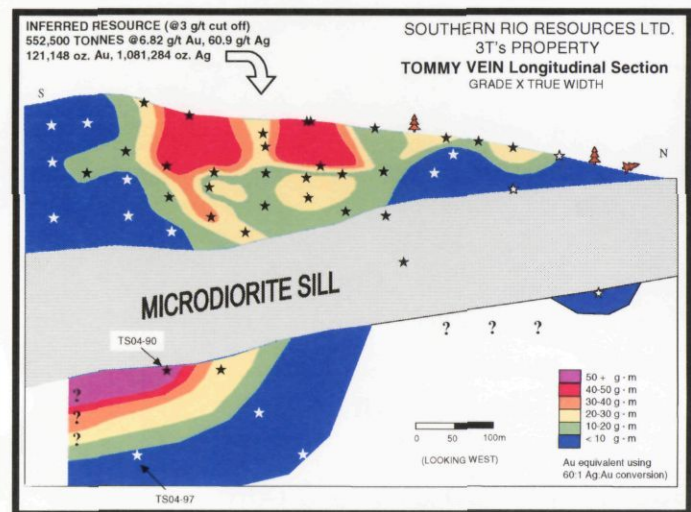 INFERRED RESOURCE (@3 g/t cut off)
552,500 TONNES @6.82 g/t Au, 60.9 g/t Ag
121,148 oz. Au, 1,081,284 oz. Ag
SOUTHERN RIO RESOURCES LTD.
3T's PROPERTY
TOMMY VEIN Longitudinal Section
GRADE X TRUE WIDTH
S
N
MICRODIORITE SILL
TS04-90
? ? ?
?
?
?
50 + g - m
40-50 g - m
30-40 g - m
20-30 g - m
10-20 g - m
< 10 g - m
0 50 100m
(LOOKING WEST)
Au equivalent using
60:1 Ag:Au conversion)
TS04-97